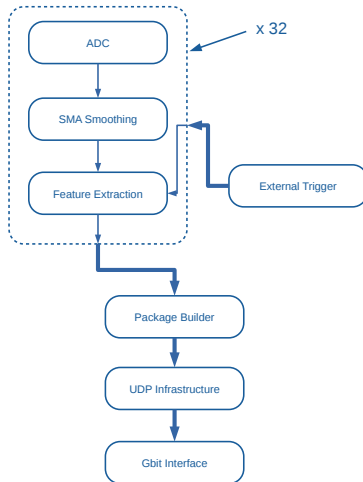 ADC
x 32
SMA Smoothing
Feature Extraction
External Trigger
Package Builder
UDP Infrastructure
Gbit Interface